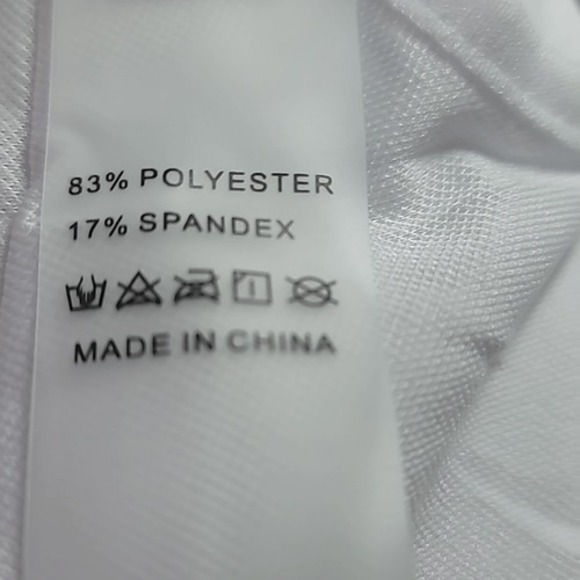 83% POLYESTER
17% SPANDEX
MADE IN CHINA